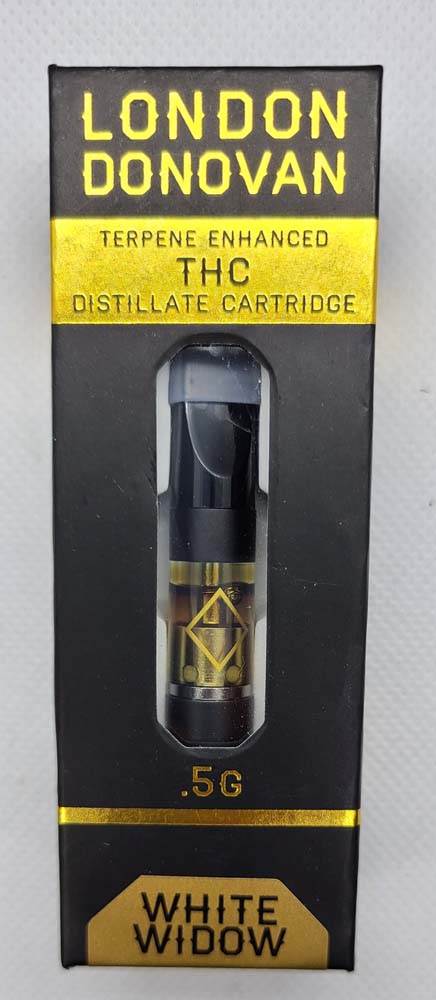 LONDON
DONOVAN
TERPENE ENHANCED
THC
DISTILLATE CARTRIDGE
.5G
WHITE
WIDOW